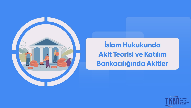 İslam Hukukunda
Akit Teorisi ve Katılım
Bankacılığında Akitler